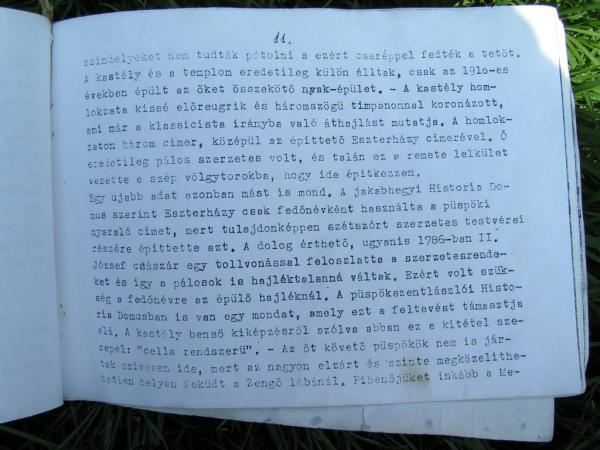 11.
zsindelyeket nem tudták pótolni s ezért cseréppel fedték a tetőt.
A kastély és a templom eredetileg külön álltak, csak az 1910-es
években épült az őket összekötő nyak-épület. - A kastély hom-
lokzata kissé előreugrik és háromszögű timpanonnal koronázott,
ami már a klasszicista irányba való áthajlást mutatja. A homlok-
zaton három címer, középül az építtető Eszterházy címerével. Ő
eredetileg pálos szerzetes volt, és talán ez a remete lelkület
vezette e szép völgytorokba, hogy ide építkezzen.
Egy ujabb adat azonban mást is mond. A jakabhegyi Historia Do-
mus szerint Eszterházy csak fedőnévként használta a püspöki
nyaraló címet, mert tulajdonképpen szétszórt szerzetes testvérei
részére építtette azt. A dolog érthető, ugyanis 1786-ban II.
József császár egy tollvonással feloszlatta a szerzetesrende-
ket és igy a pálosok is hajléktalanná váltak. Ezért volt szük-
ség a fedőnévre az épülő hajléknál. A püspökszentlászlói Histo-
ria Domusban is van egy mondat, amely ezt a feltevést támasztja
alá. A kastély benső kiképzésről szólva abban ez a kitétel sze-
repel: "cella rendszerű". - Az őt követő püspökök nem is jár-
tak szivesen ide, mert az nagyon elzárt és szinte megközelíthe-
tetlen helyen feküdt a Zengő lábánál. Pihenőjüket inkább a Me-